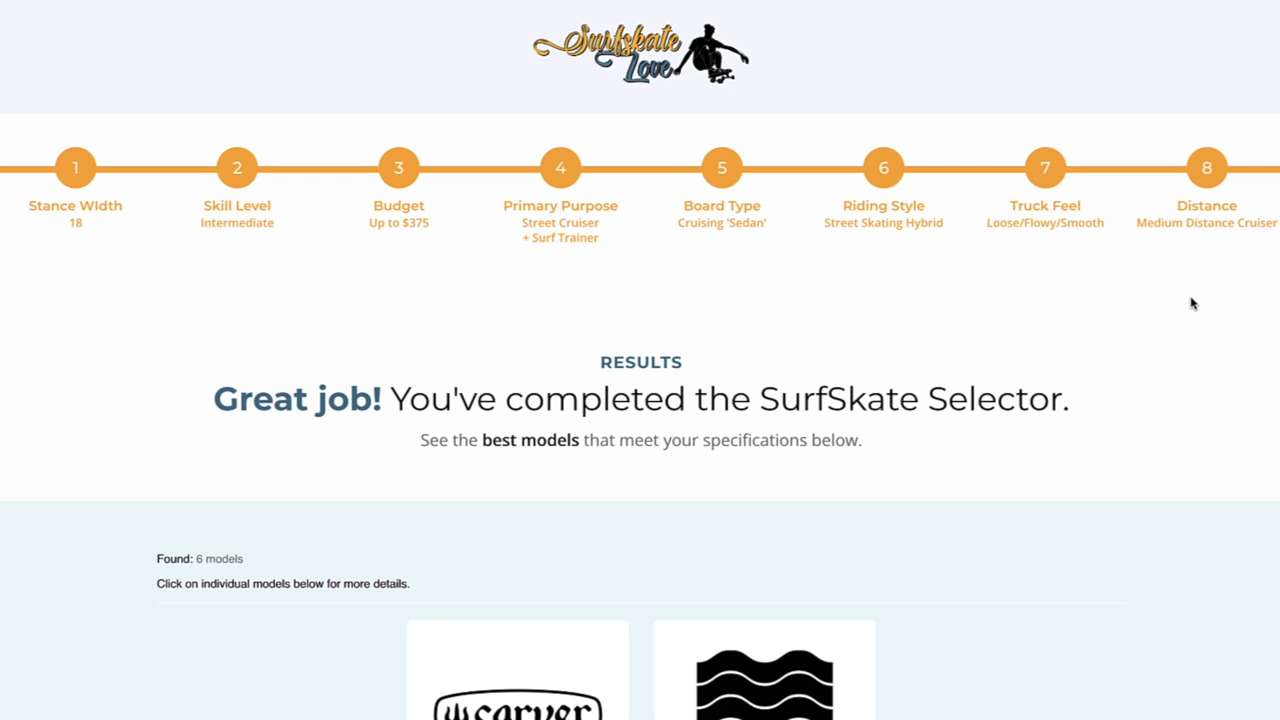 Surfskate
Love
1 2 3 4 5 6 7 8
Stance WIdth Skill Level Budget Primary Purpose Board Type Riding Style Truck Feel Distance
18 Intermediate Up to $375 Street Cruiser Cruising 'Sedan' Street Skating Hybrid Loose/Flowy/Smooth Medium Distance Cruiser
+ Surf Trainer
RESULTS
Great job! You've completed the SurfSkate Selector.
See the best models that meet your specifications below.
Found: 6 models
Click on individual models below for more details.
carver